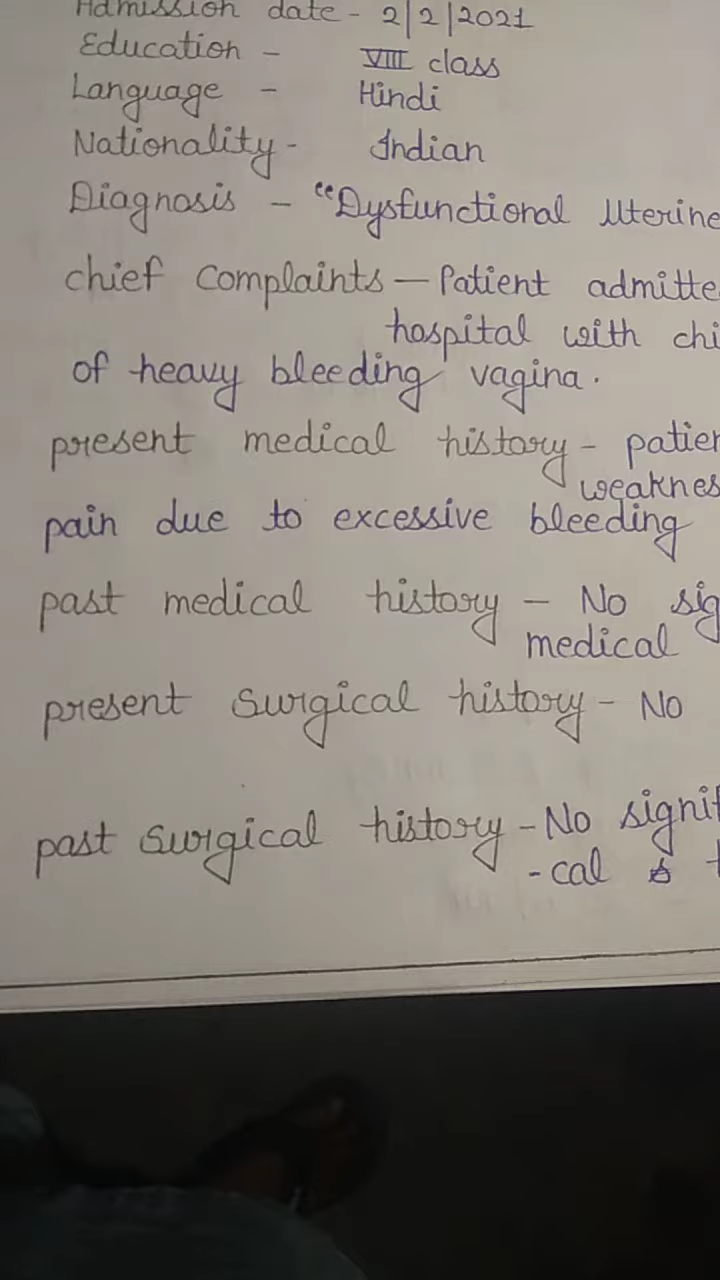 Admission date - 2/2/2021
Education - VIII class
Language - Hindi
Nationality - Indian
Diagnosis - "Dysfunctional Uterine
chief complaints - Patient admitte
hospital with chi
of heavy bleeding vagina.
present medical history - patien
weaknes
pain due to excessive bleeding
past medical history - No sig
medical
present surgical history - No
past surgical history - No signif
-cal